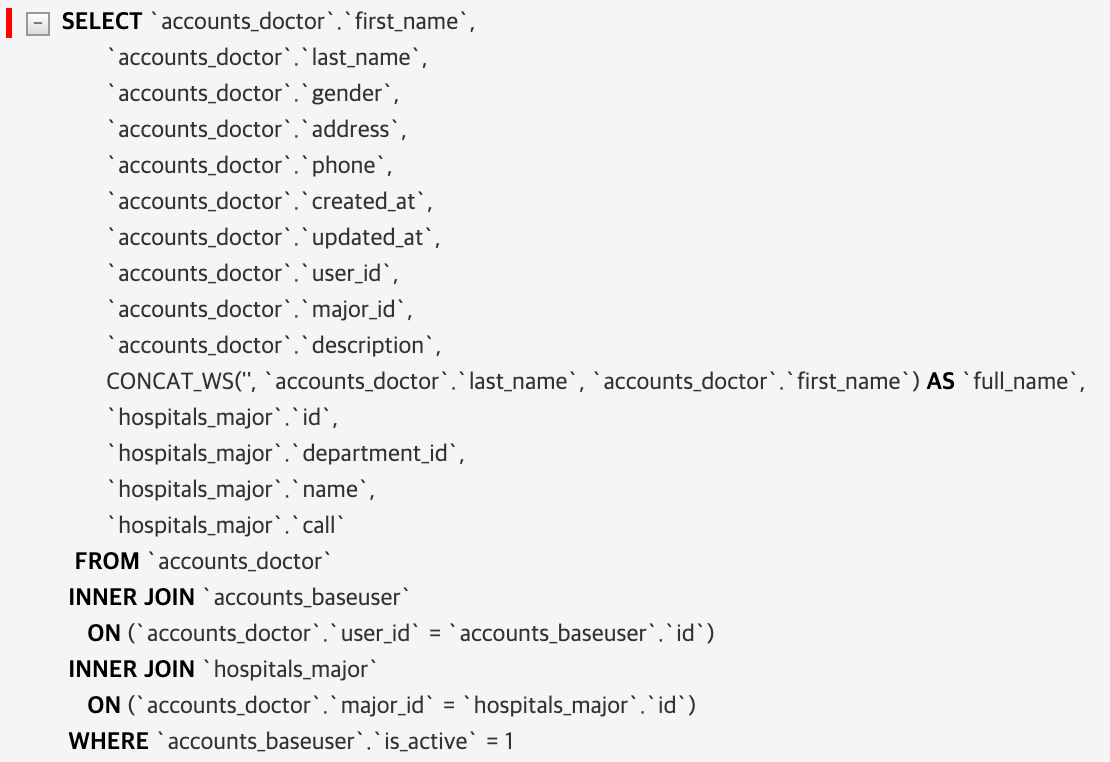 SELECT `accounts_doctor`.`first_name`,
`accounts_doctor`.`last_name`,
`accounts_doctor`.`gender`,
`accounts_doctor`.`address`,
`accounts_doctor`.`phone`,
`accounts_doctor`.`created_at`,
`accounts_doctor`.`updated_at`,
`accounts_doctor`.`user_id`,
`accounts_doctor`.`major_id`,
`accounts_doctor`.`description`,
CONCAT_WS('', `accounts_doctor`.`last_name`, `accounts_doctor`.`first_name`) AS `full_name`,
`hospitals_major`.`id`,
`hospitals_major`.`department_id`,
`hospitals_major`.`name`,
`hospitals_major`.`call`
FROM `accounts_doctor`
INNER JOIN `accounts_baseuser`
ON (`accounts_doctor`.`user_id` = `accounts_baseuser`.`id`)
INNER JOIN `hospitals_major`
ON (`accounts_doctor`.`major_id` = `hospitals_major`.`id`)
WHERE `accounts_baseuser`.`is_active` = 1